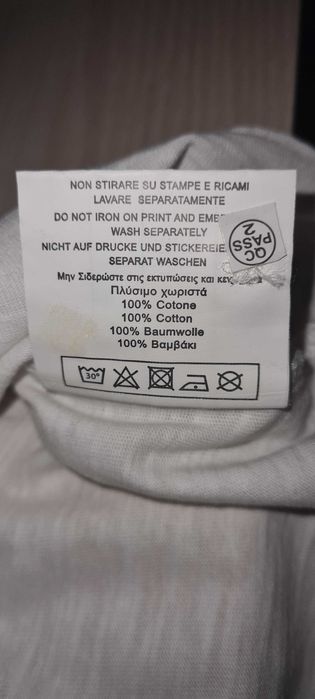 NON STIRARE SU STAMPE E RICAMI
LAVARE SEPARATAMENTE
DO NOT IRON ON PRINT AND
WASH SEPARATELY
NICHT AUF DRUCKE UND
SEPARAT WASCHEN
Μην Σιδερώστε στις εκτυπώσεις και
Πλύσιμο χωριστά
100% Cotone
100% Cotton
100% Baumwolle
100% Βαμβάκι
30°
QC
PASS
2